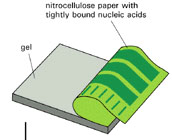 nitrocellulose paper with
tightly bound nucleic acids
gel